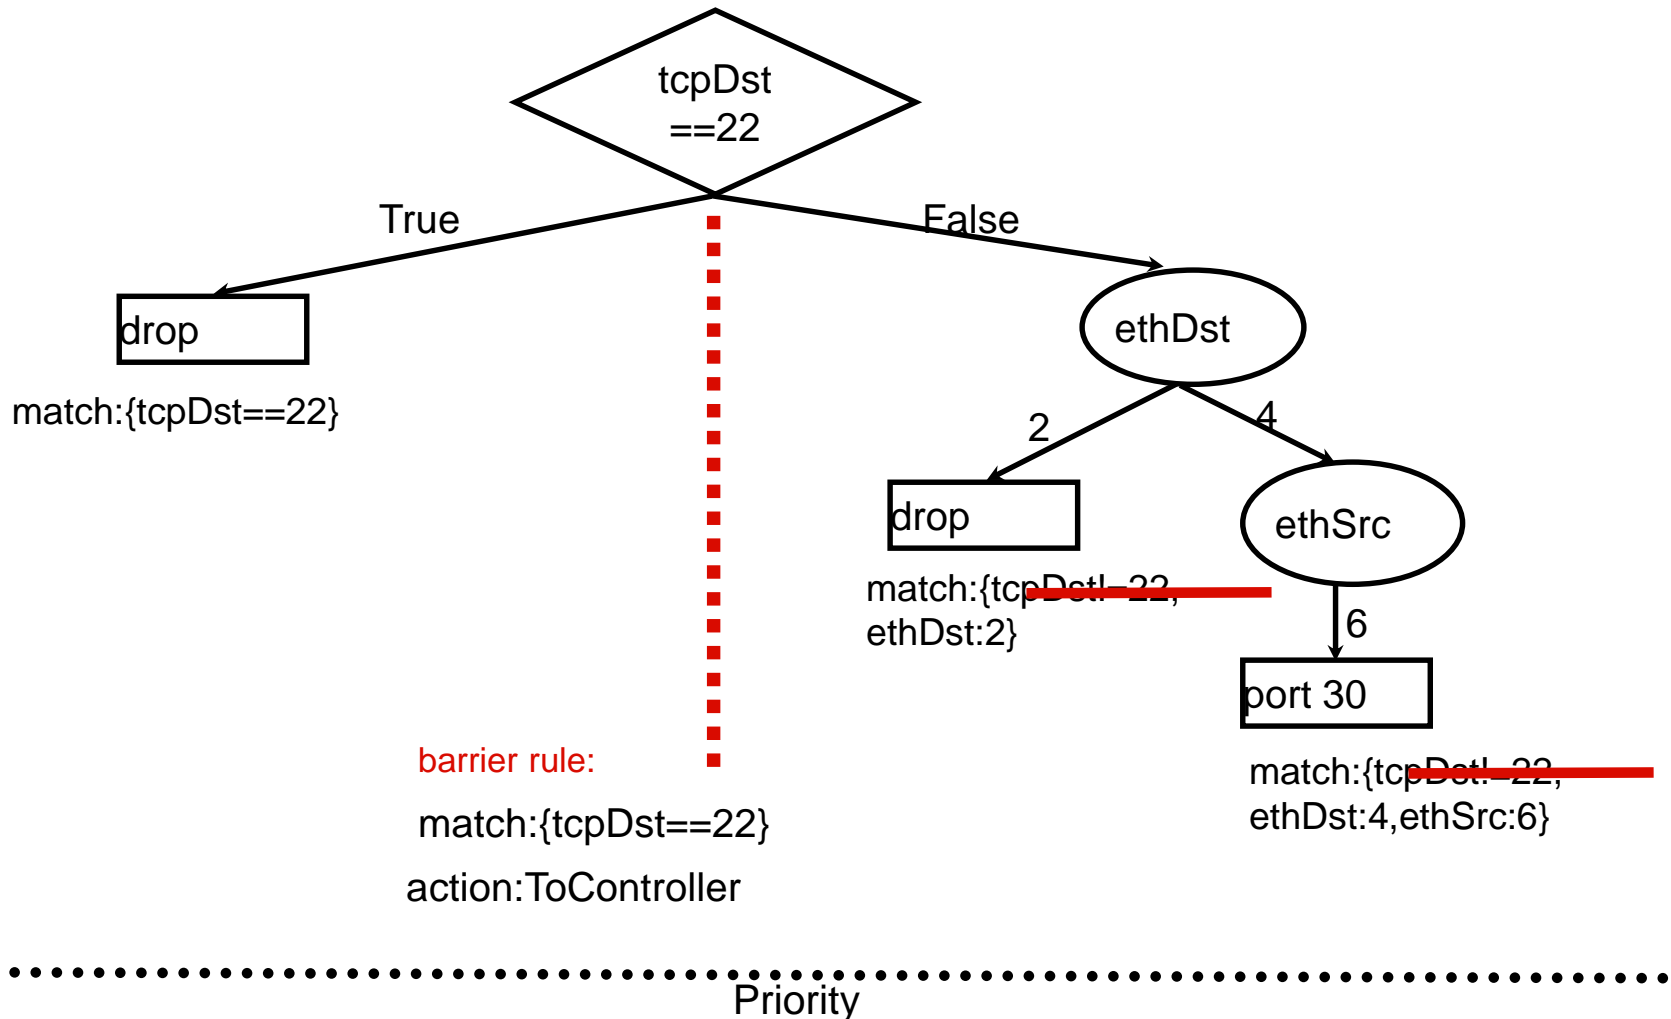 tcpDst
==22
True
False
drop
ethDst
match:{tcpDst==22}
2
4
drop
ethSrc
match:{tcpDst!=22,
ethDst:2}
6
port 30
barrier rule:
match:{tcpDst!=22,
ethDst:4,ethSrc:6}
match:{tcpDst==22}
action:ToController
Priority